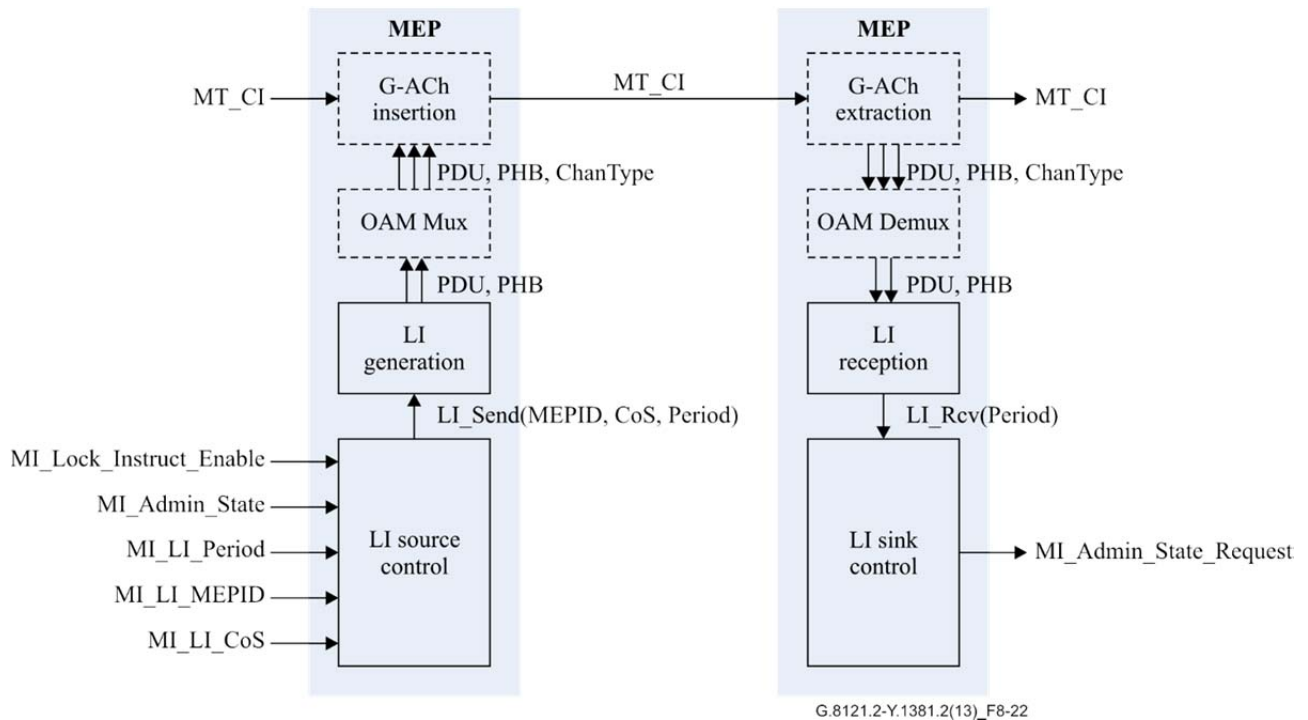 MEP
MEP
MT_CI
G-ACh
insertion
MT_CI
G-ACh
extraction
MT_CI
PDU, PHB, ChanType
PDU, PHB, ChanType
OAM Mux
OAM Demux
PDU, PHB
PDU, PHB
LI
generation
LI
reception
LI_Send(MEPID, CoS, Period)
LI_Rcv(Period)
MI_Lock_Instruct_Enable
MI_Admin_State
MI_LI_Period
MI_LI_MEPID
MI_LI_CoS
LI source
control
LI sink
control
MI_Admin_State_Request
G.8121.2-Y.1381.2(13)_F8-22